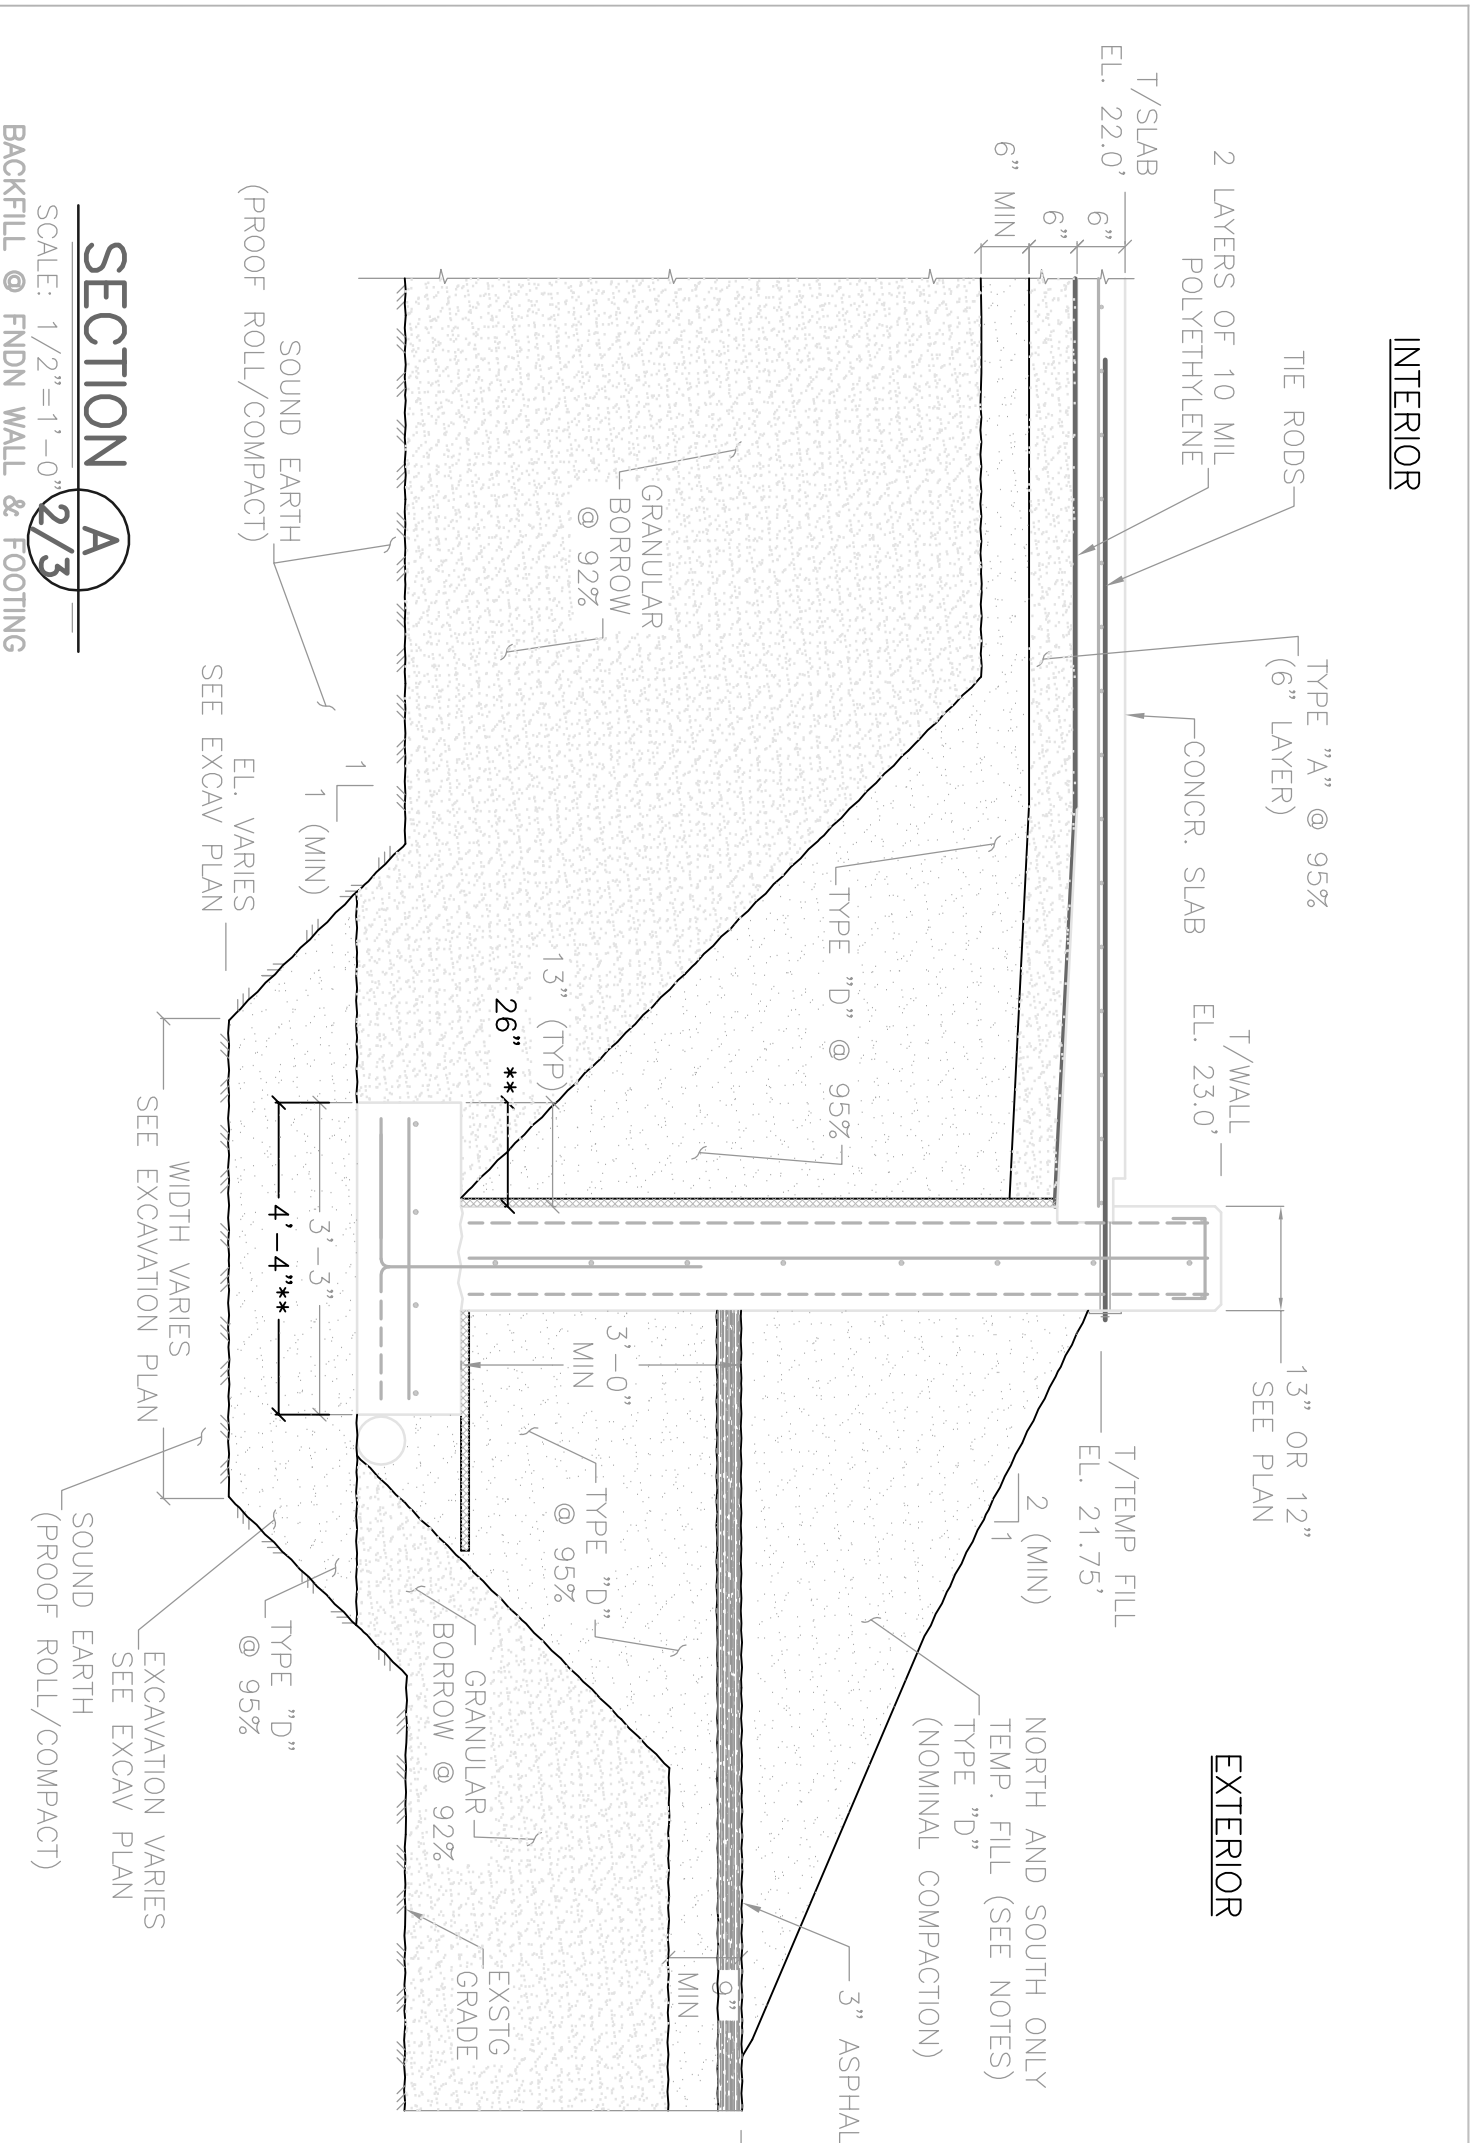 INTERIOR
EXTERIOR
T/SLAB
EL. 22.0'
2 LAYERS OF 10 MIL
POLYETHYLENE
TIE RODS
TYPE "A" @ 95%
(6" LAYER)
CONCR. SLAB
T/WALL
EL. 23.0'
13" OR 12"
SEE PLAN
T/TEMP FILL
EL. 21.75'
2 (MIN)
1
NORTH AND SOUTH ONLY
TEMP. FILL (SEE NOTES)
TYPE "D"
(NOMINAL COMPACTION)
3" ASPHAL
6"
6"
6" MIN
GRANULAR
BORROW
@ 92%
TYPE "D" @ 95%
13" (TYP)
26" **
3'-0"
MIN
TYPE "D"
@ 95%
9"
MIN
GRANULAR
BORROW @ 92%
EXSTG
GRADE
SOUND EARTH
(PROOF ROLL/COMPACT)
1
1 (MIN)
EL. VARIES
SEE EXCAV PLAN
3'-3"
4'-4"**
WIDTH VARIES
SEE EXCAVATION PLAN
TYPE "D"
@ 95%
EXCAVATION VARIES
SEE EXCAV PLAN
SOUND EARTH
(PROOF ROLL/COMPACT)
SECTION
A
2/3
SCALE: 1/2"=1'-0"
BACKFILL @ FNDN WALL & FOOTING